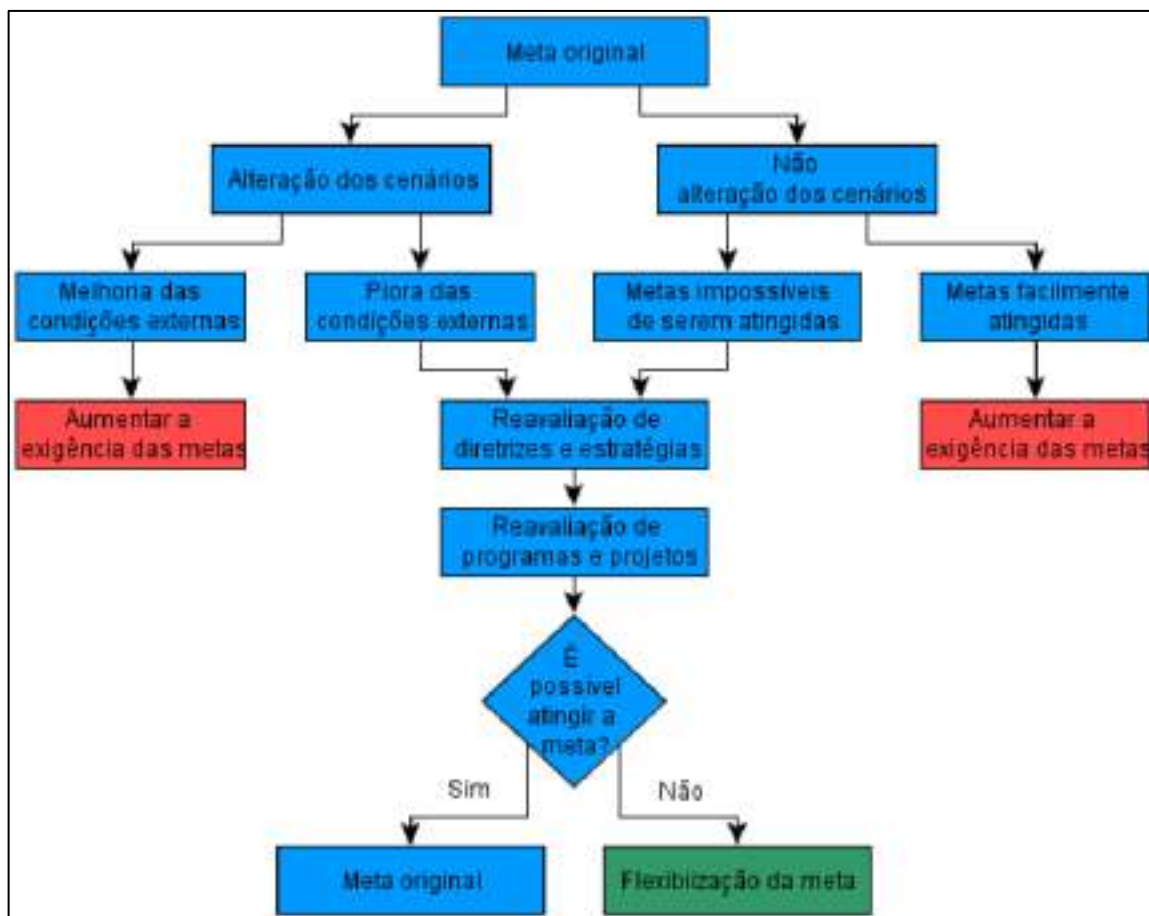 Meta original
Alteração dos cenários
Não
alteração dos cenários
Melhoria das
condições externas
Piora das
condições externas
Metas impossíveis
de serem atingidas
Metas facilmente
atingidas
Aumentar a
exigência das metas
Reavaliação de
diretrizes e estratégias
Aumentar a
exigência das metas
Reavaliação de
programas e projetos
É
possível
atingir a
meta?
Sim
Não
Meta original
Flexibiização da meta